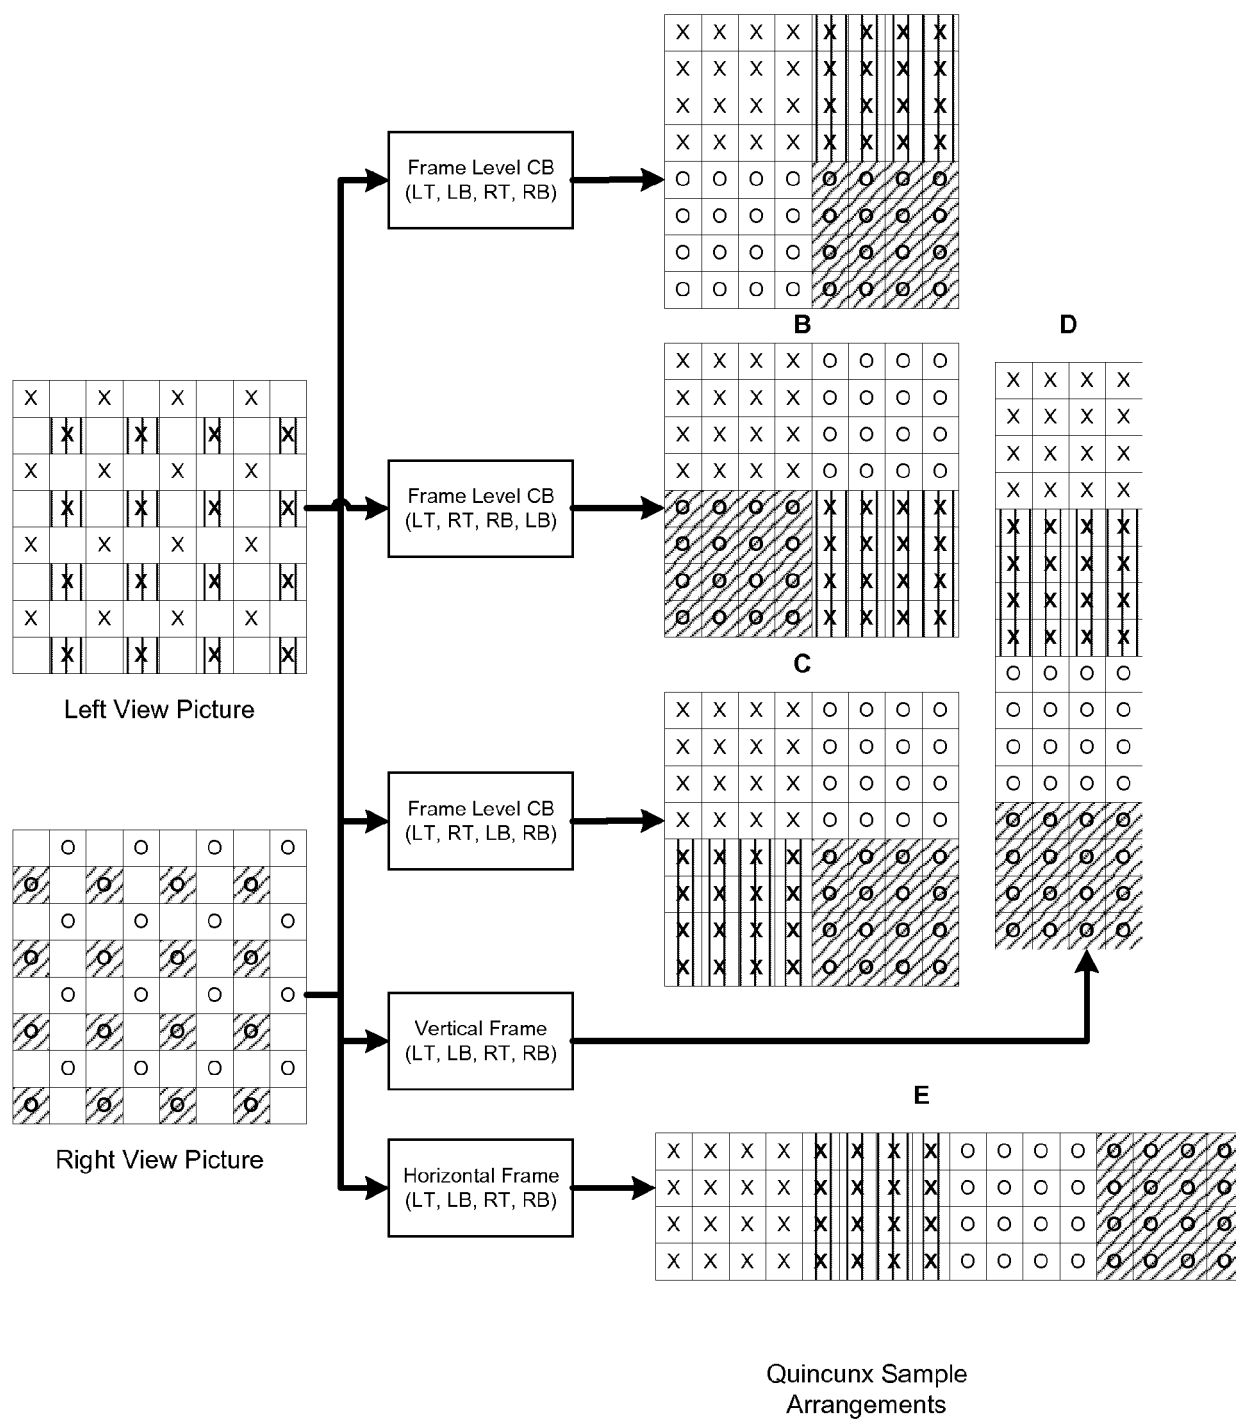 Frame Level CB
(LT, LB, RT, RB)
B
D
Frame Level CB
(LT, RT, RB, LB)
C
Left View Picture
Frame Level CB
(LT, RT, LB, RB)
Vertical Frame
(LT, LB, RT, RB)
E
Right View Picture
Horizontal Frame
(LT, LB, RT, RB)
Quincunx Sample
Arrangements